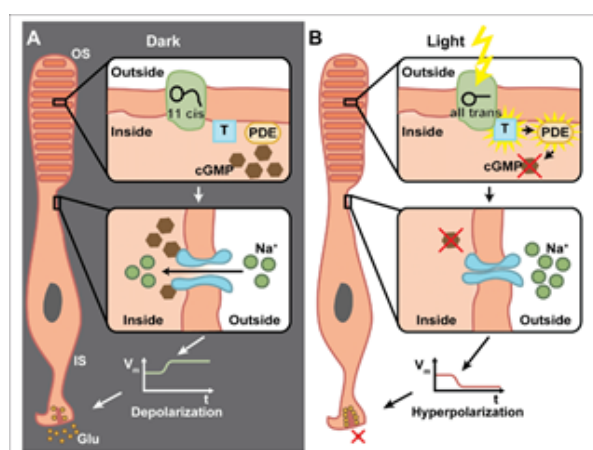 A
Dark
OS
Outside
11 cis
Inside
T
PDE
cGMP
Na⁺
Inside
Outside
IS
Vm
t
Depolarization
Glu
B
Light
Outside
all trans
Inside
T
PDE
cGMP
Na⁺
Inside
Outside
Vm
t
Hyperpolarization